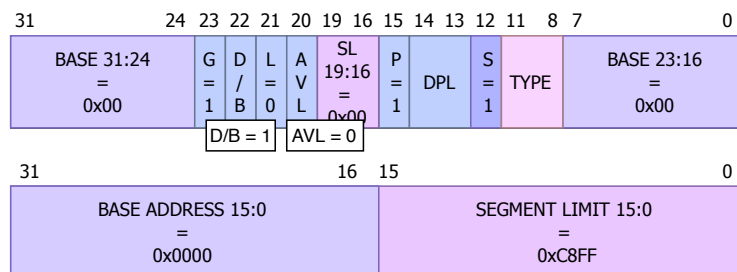 31 24 23 22 21 20 19 16 15 14 13 12 11 8 7 0
BASE 31:24 = 0x00
G = 1
D / B
L = 0
A V L
SL 19:16 = 0x00
P = 1
DPL
S = 1
TYPE
BASE 23:16 = 0x00
D/B = 1
AVL = 0
31 16 15 0
BASE ADDRESS 15:0 = 0x0000
SEGMENT LIMIT 15:0 = 0xC8FF